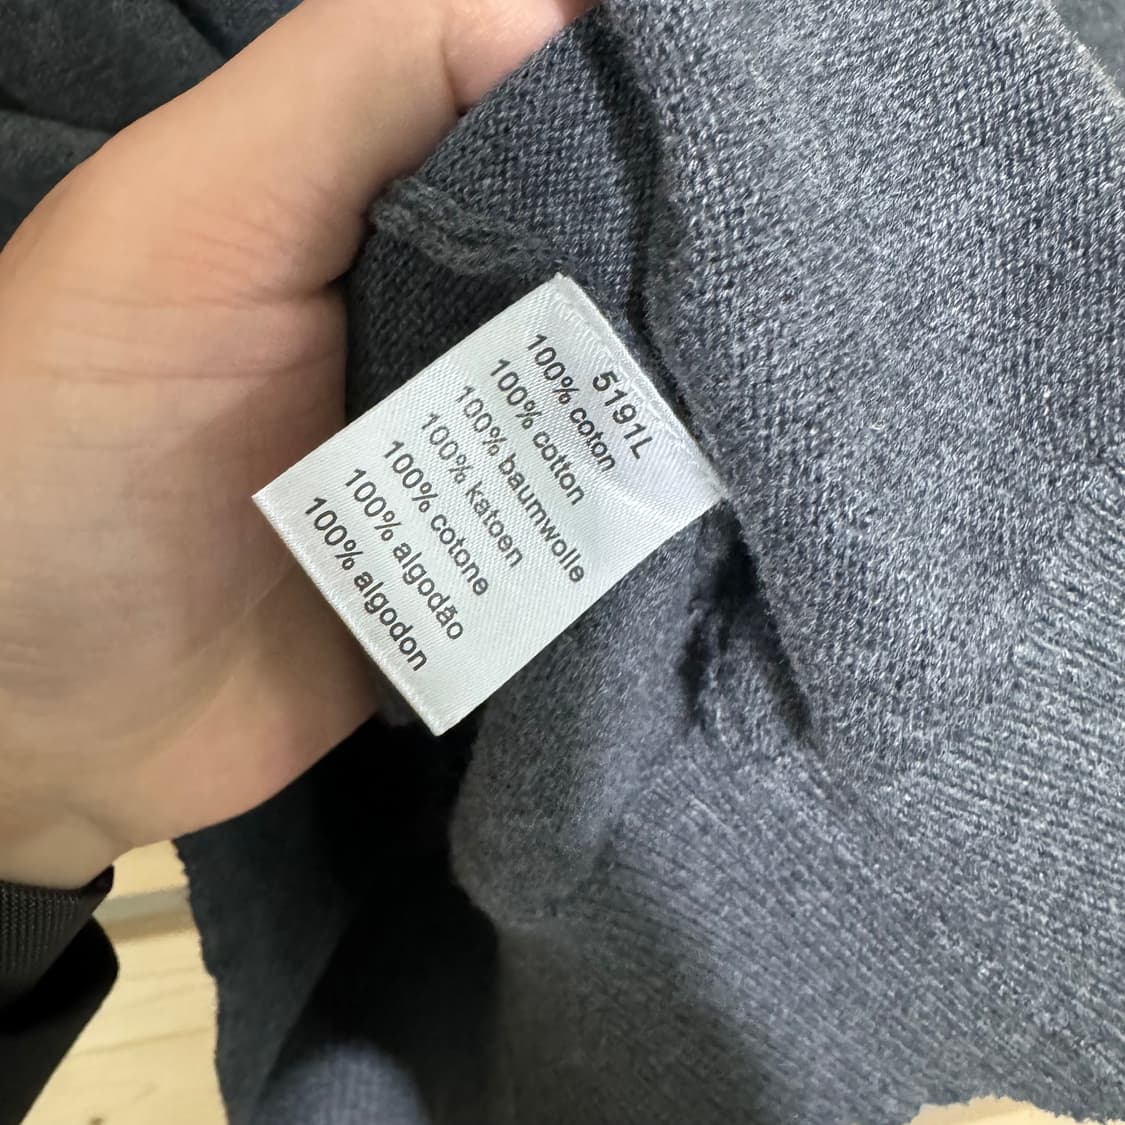 5191L
100% coton
100% cotton
100% baumwolle
100% katoen
100% cotone
100% algodão
100% algodon